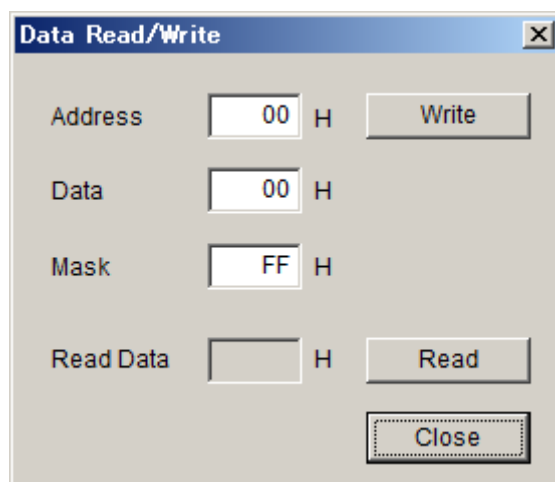 Data Read/Write
Address 00 H Write
Data 00 H
Mask FF H
Read Data H Read
Close